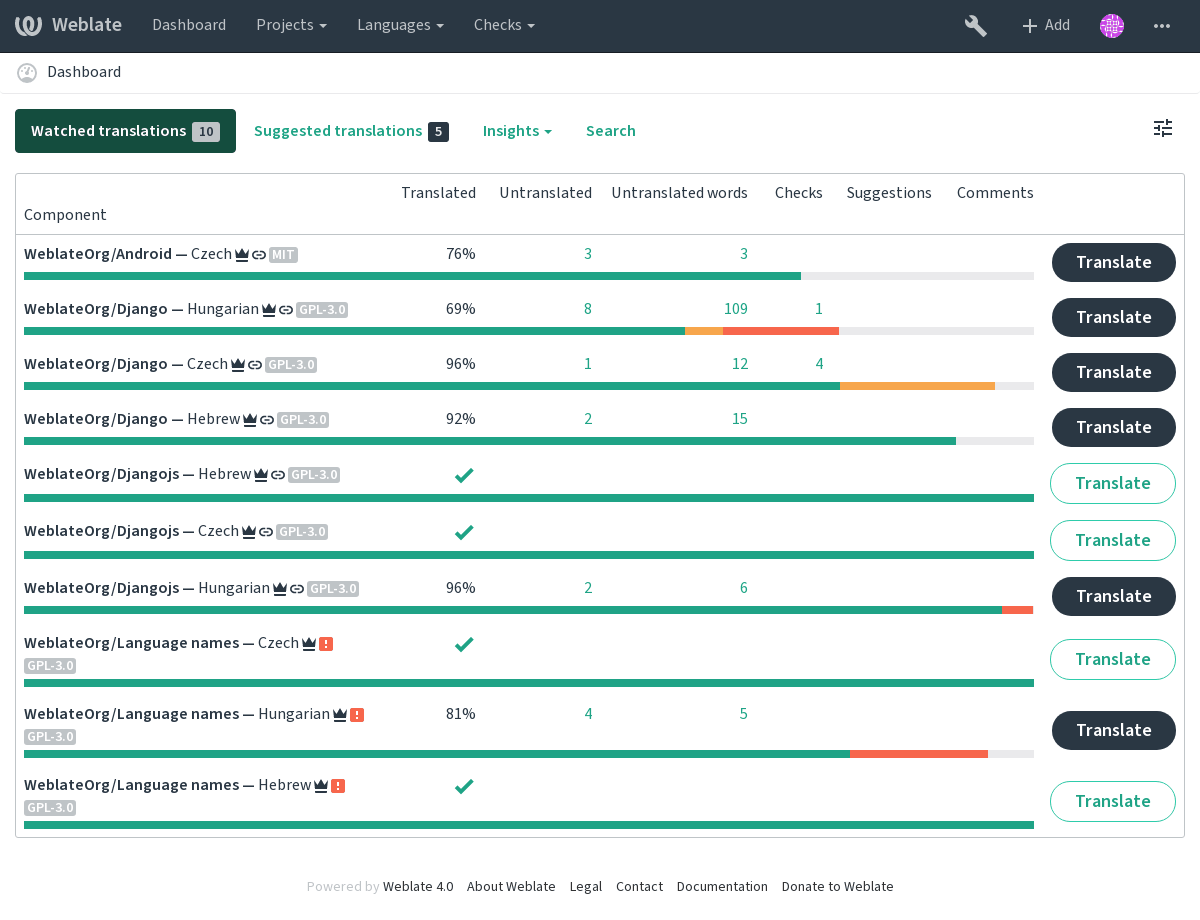 Weblate Dashboard Projects Languages Checks Add
Dashboard
Watched translations 10 Suggested translations 5 Insights Search
Translated Untranslated Untranslated words Checks Suggestions Comments
Component
WeblateOrg/Android — Czech MIT 76% 3 3 Translate
WeblateOrg/Django — Hungarian GPL-3.0 69% 8 109 1 Translate
WeblateOrg/Django — Czech GPL-3.0 96% 1 12 4 Translate
WeblateOrg/Django — Hebrew GPL-3.0 92% 2 15 Translate
WeblateOrg/Djangojs — Hebrew GPL-3.0 Translate
WeblateOrg/Djangojs — Czech GPL-3.0 Translate
WeblateOrg/Djangojs — Hungarian GPL-3.0 96% 2 6 Translate
WeblateOrg/Language names — Czech Translate
GPL-3.0
WeblateOrg/Language names — Hungarian 81% 4 5 Translate
GPL-3.0
WeblateOrg/Language names — Hebrew Translate
GPL-3.0
Powered by Weblate 4.0 About Weblate Legal Contact Documentation Donate to Weblate